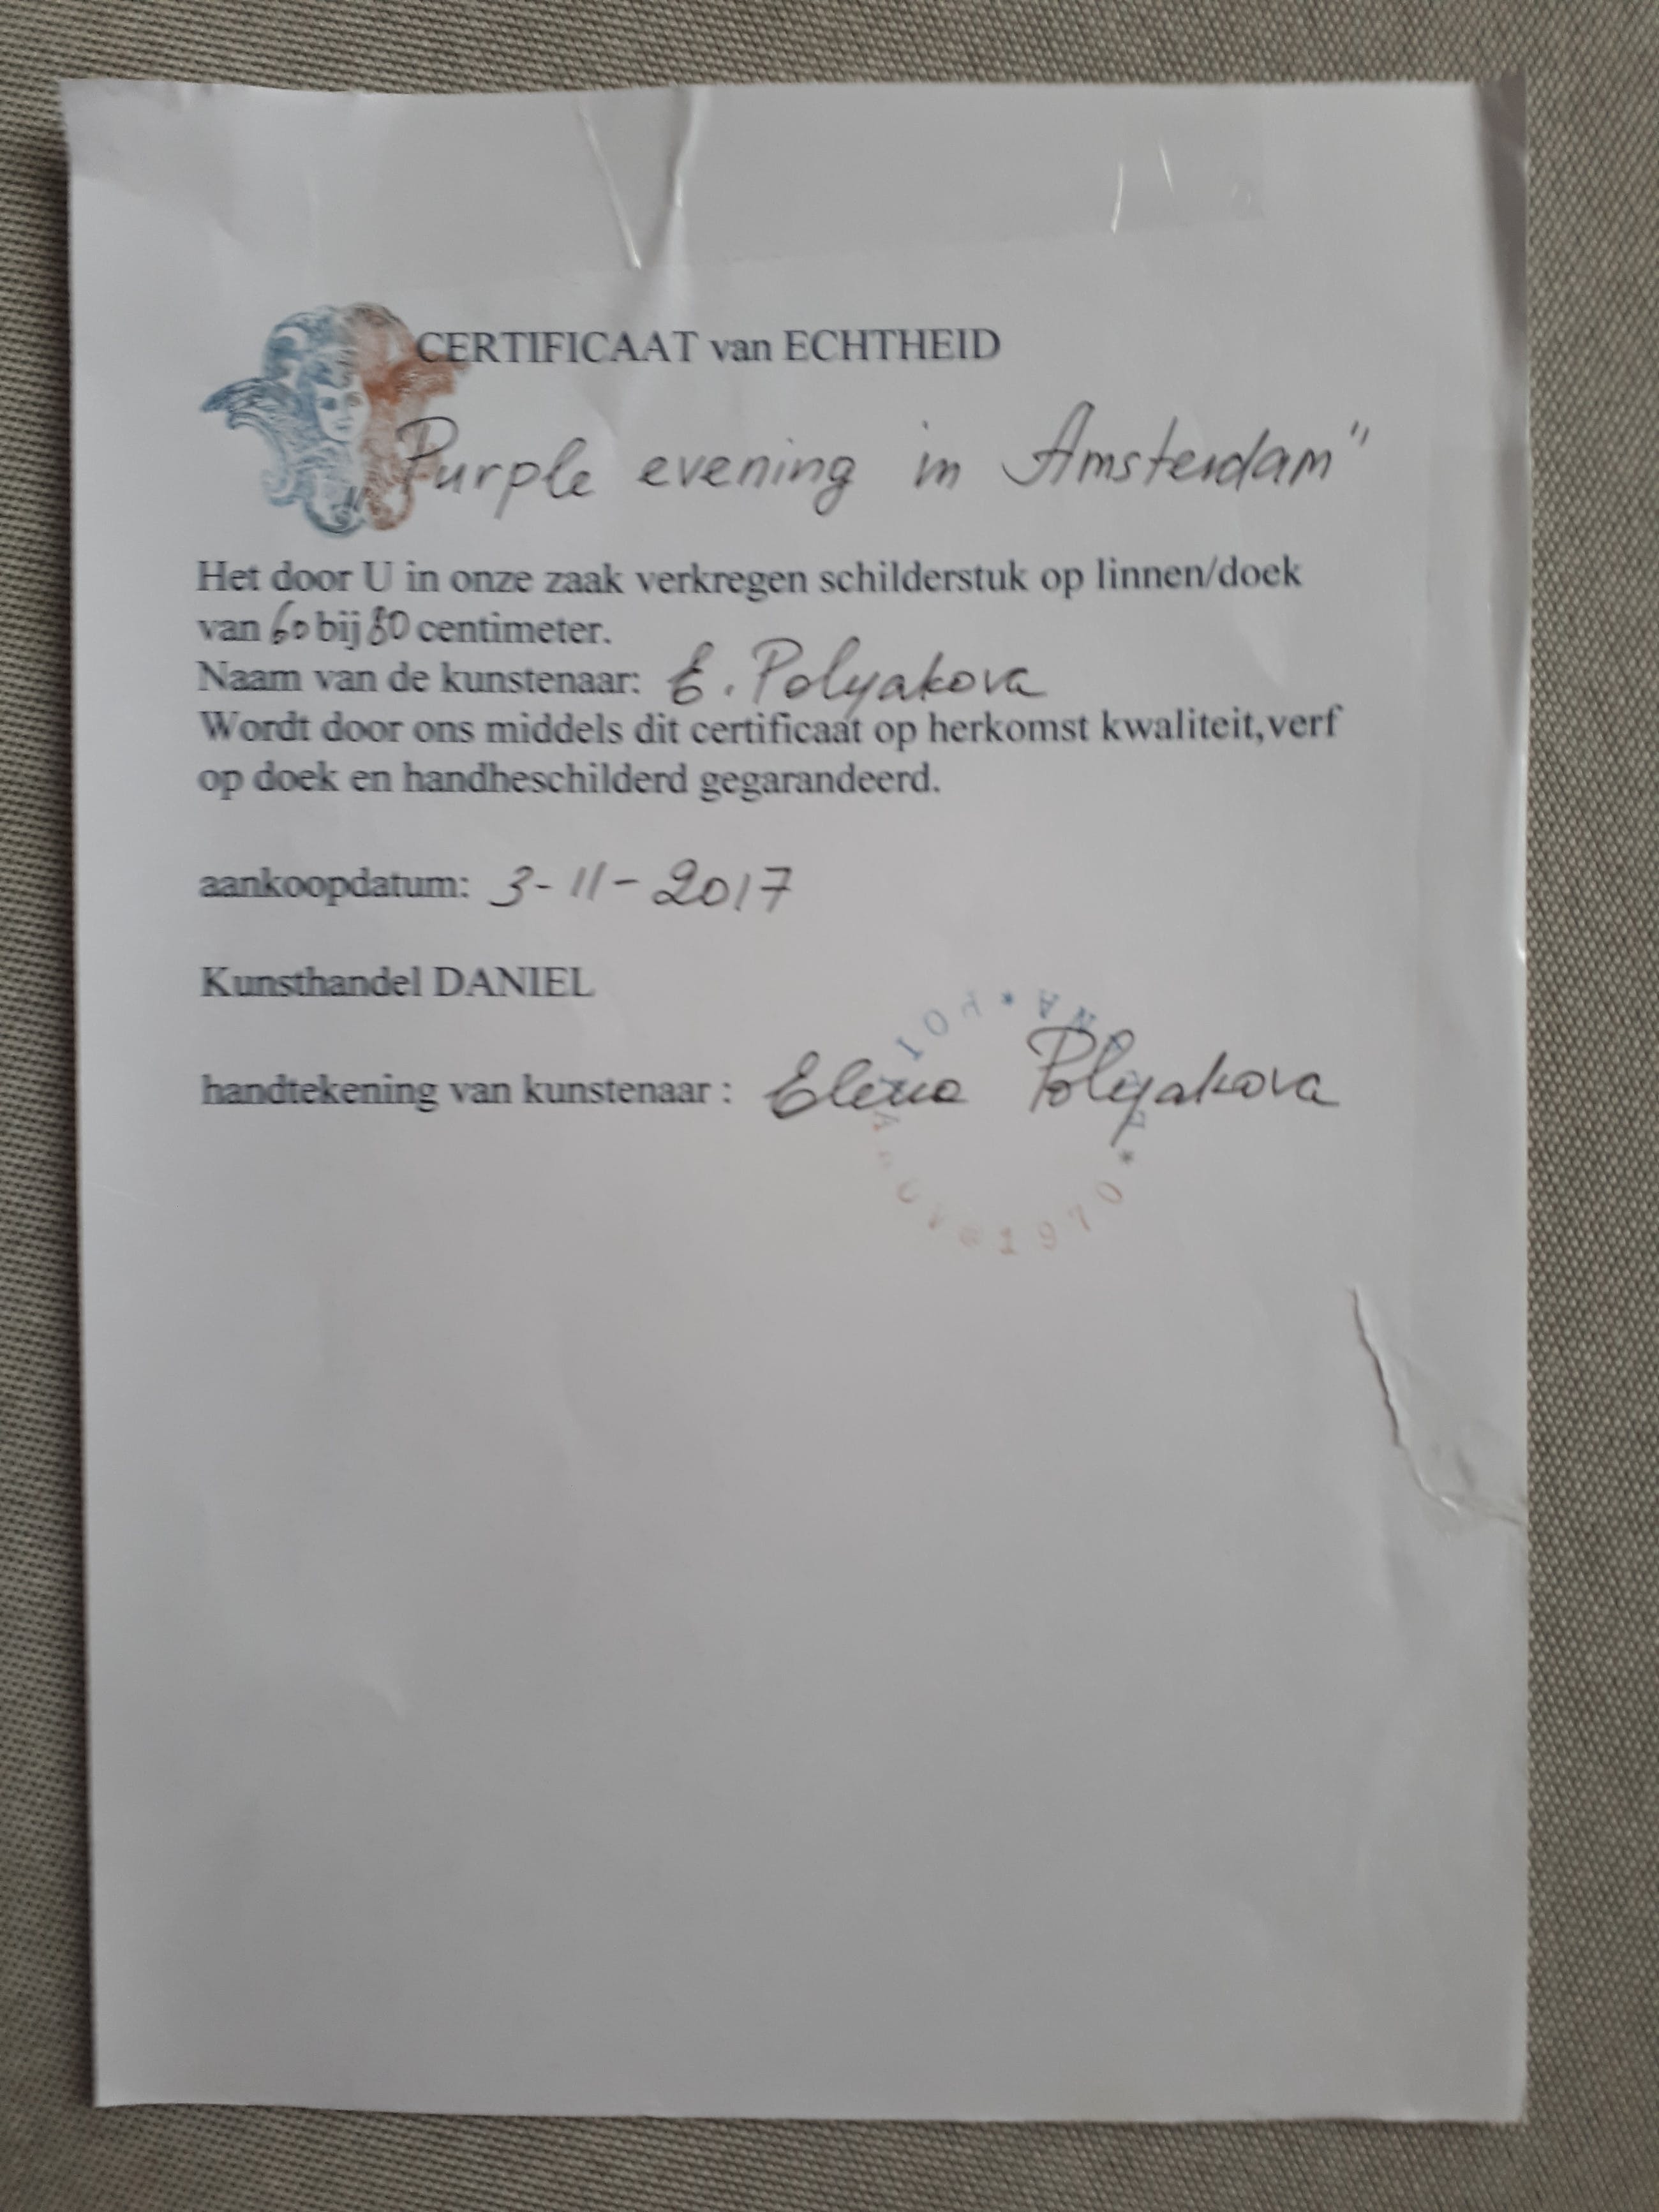 CERTIFICAAT van ECHTHEID
Purple evening in Amsterdam"
Het door U in onze zaak verkregen schilderstuk op linnen/doek
van 60 bij 80 centimeter.
Naam van de kunstenaar: E. Polyakova
Wordt door ons middels dit certificaat op herkomst kwaliteit,verf
op doek en handheschilderd gegarandeerd.
aankoopdatum: 3-11-2017
Kunsthandel DANIEL
handtekening van kunstenaar : Elena Polyakova
1970